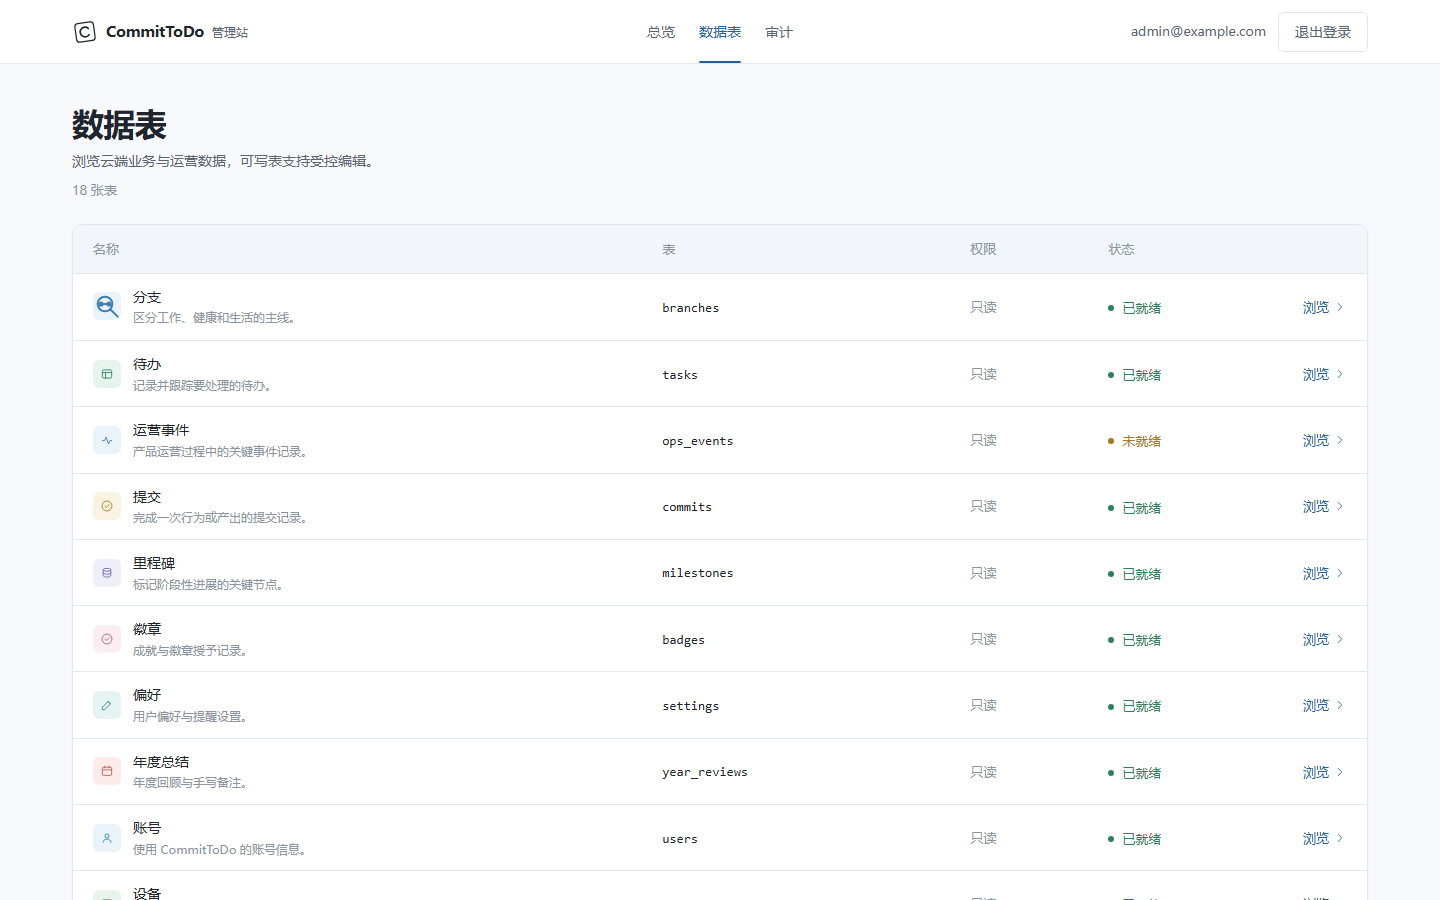 CommitToDo 管理站
总览 数据表 审计
admin@example.com 退出登录
数据表
浏览云端业务与运营数据，可写表支持受控编辑。
18 张表
名称 表 权限 状态
分支
区分工作、健康和生活的主线。
branches 只读 已就绪 浏览
待办
记录并跟踪要处理的待办。
tasks 只读 已就绪 浏览
运营事件
产品运营过程中的关键事件记录。
ops_events 只读 未就绪 浏览
提交
完成一次行为或产出的提交记录。
commits 只读 已就绪 浏览
里程碑
标记阶段性进展的关键节点。
milestones 只读 已就绪 浏览
徽章
成就与徽章授予记录。
badges 只读 已就绪 浏览
偏好
用户偏好与提醒设置。
settings 只读 已就绪 浏览
年度总结
年度回顾与手写备注。
year_reviews 只读 已就绪 浏览
账号
使用 CommitToDo 的账号信息。
users 只读 已就绪 浏览
设备